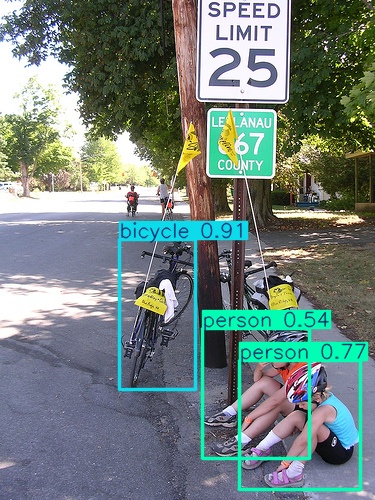 SPEED
LIMIT
25
LEELANAU
67
COUNTY
bicycle 0.91
person 0.54
person 0.77